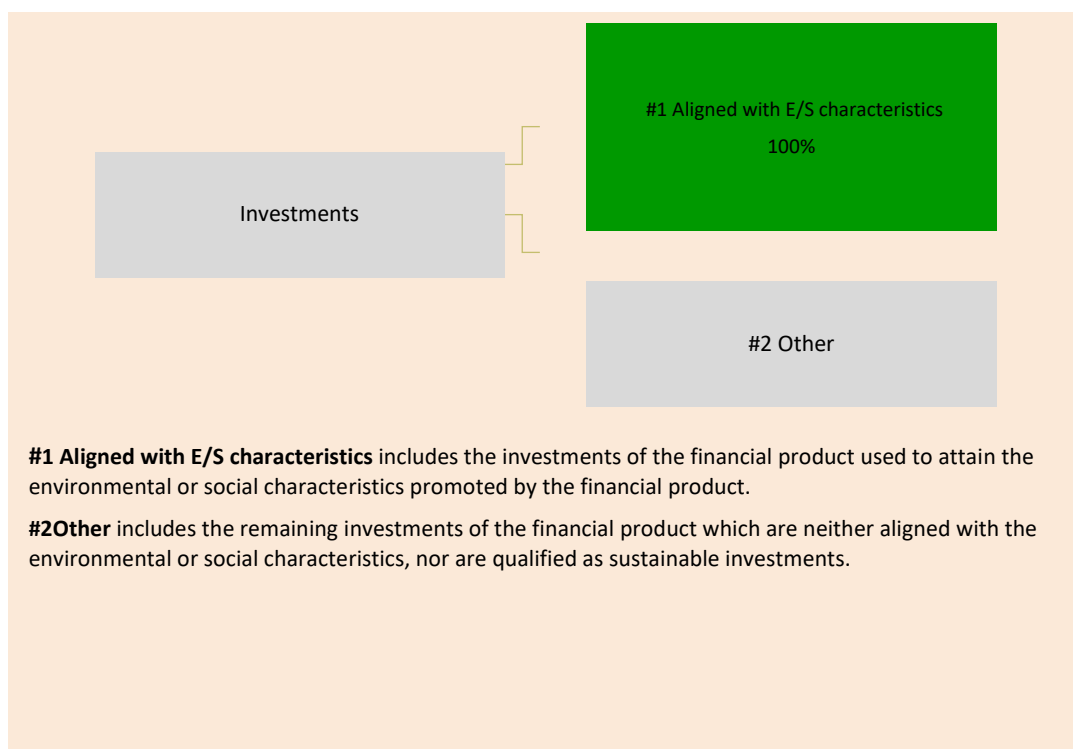 #1 Aligned with E/S characteristics
100%
Investments
#2 Other
#1 Aligned with E/S characteristics includes the investments of the financial product used to attain the
environmental or social characteristics promoted by the financial product.
#2Other includes the remaining investments of the financial product which are neither aligned with the
environmental or social characteristics, nor are qualified as sustainable investments.